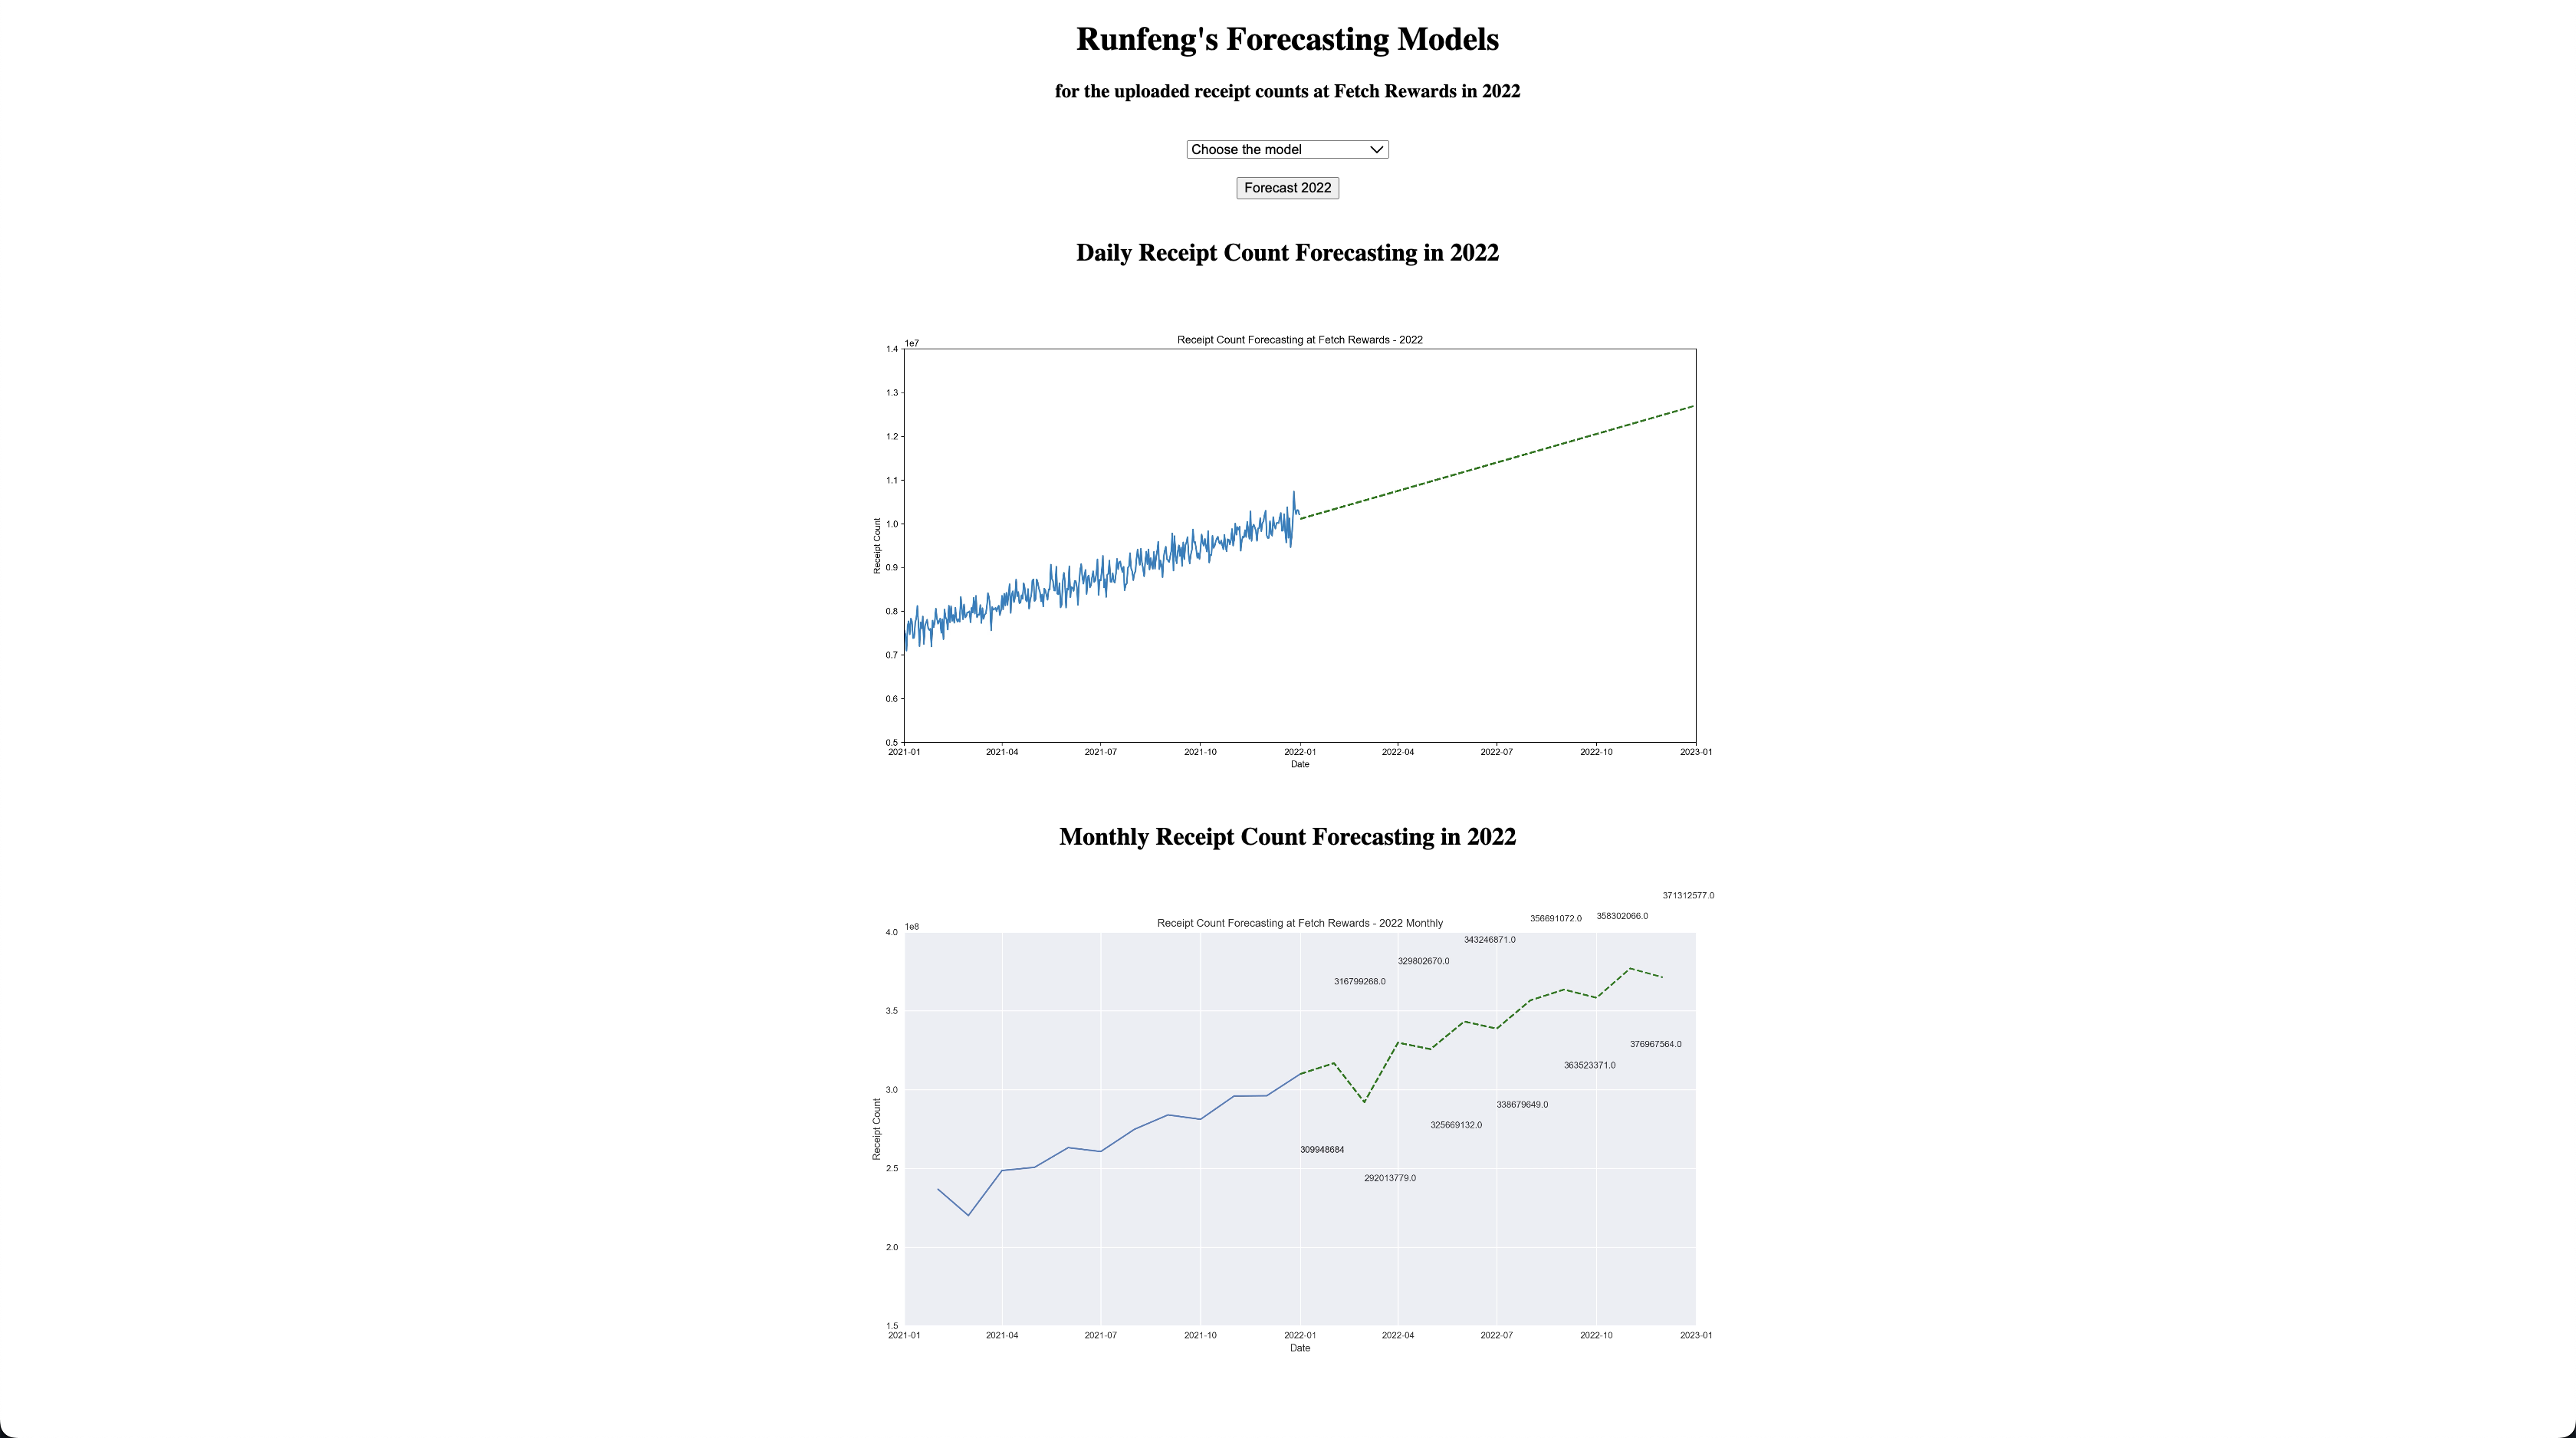 Runfeng's Forecasting Models
for the uploaded receipt counts at Fetch Rewards in 2022
Choose the model
Forecast 2022
Daily Receipt Count Forecasting in 2022
Receipt Count Forecasting at Fetch Rewards - 2022
1e7
1.4
1.3
1.2
1.1
1.0
0.9
0.8
0.7
0.6
0.5
Receipt Count
2021-01 2021-04 2021-07 2021-10 2022-01 2022-04 2022-07 2022-10 2023-01
Date
Monthly Receipt Count Forecasting in 2022
371312577.0
356691072.0 358302066.0
Receipt Count Forecasting at Fetch Rewards - 2022 Monthly
1e8
4.0
343246871.0
329802670.0
316799268.0
3.5
376967564.0
363523371.0
3.0
338679649.0
325669132.0
309948684
2.5
292013779.0
2.0
1.5
Receipt Count
2021-01 2021-04 2021-07 2021-10 2022-01 2022-04 2022-07 2022-10 2023-01
Date